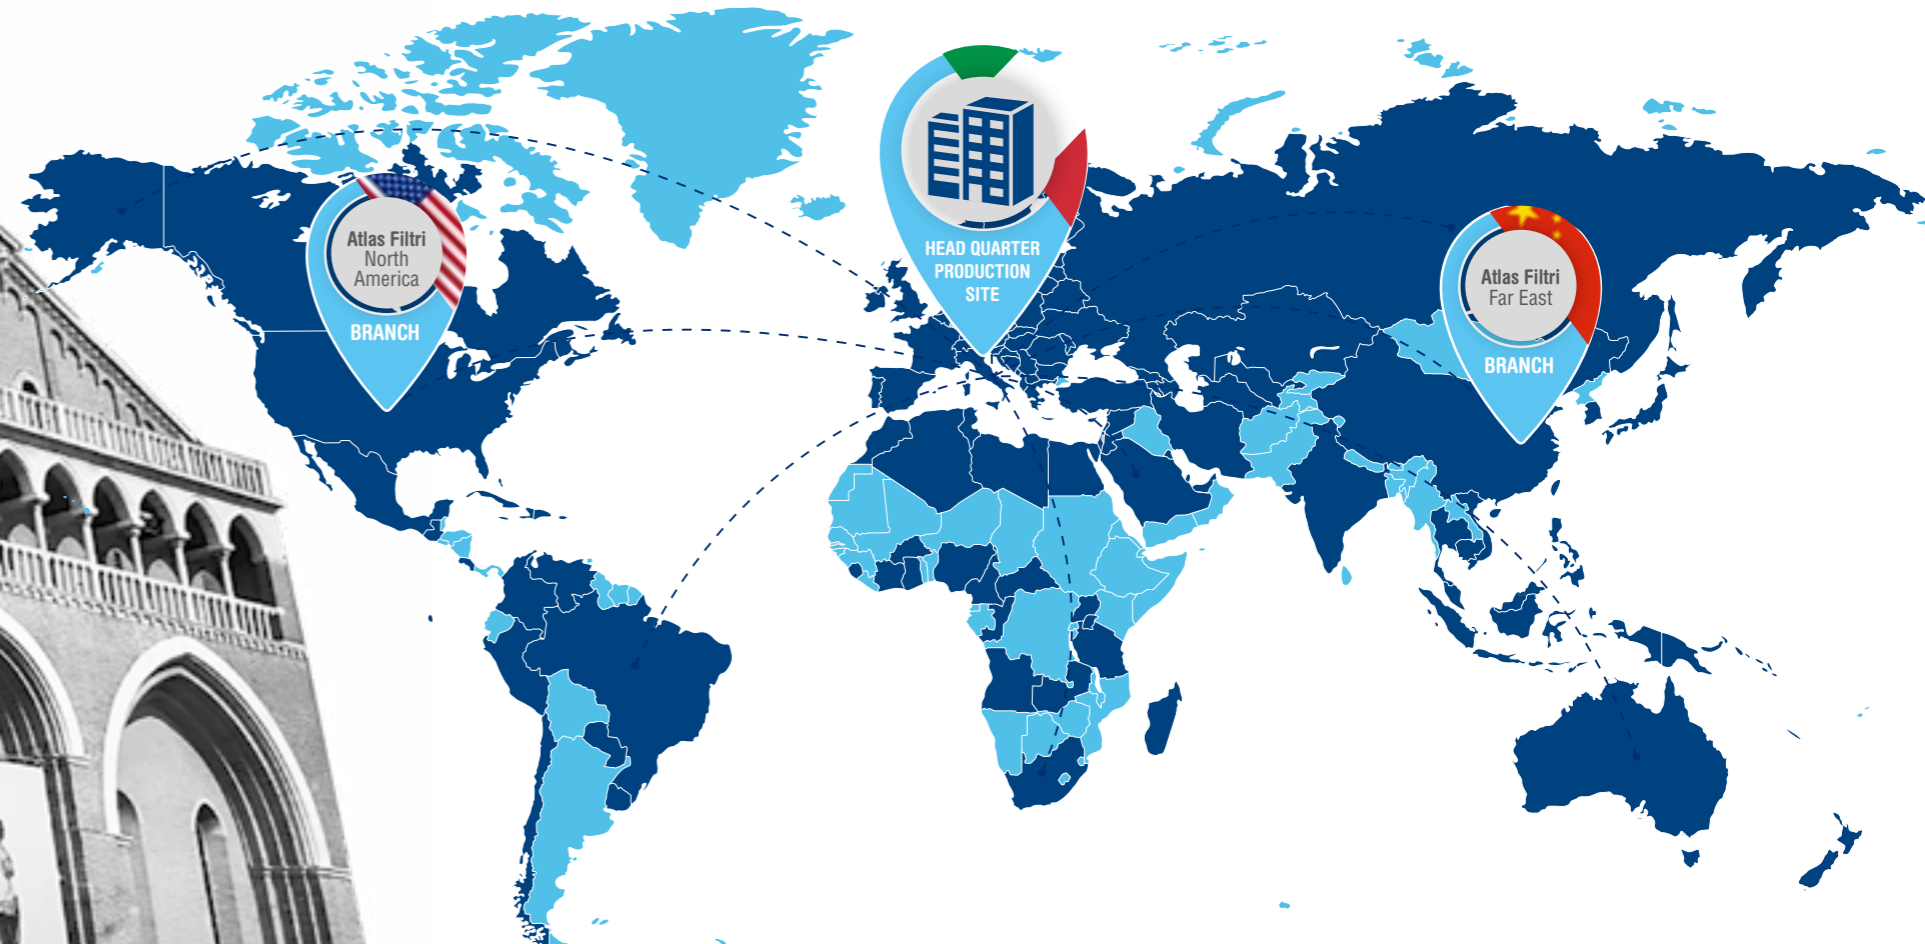 Atlas Filtri
North
America
BRANCH
HEAD QUARTER
PRODUCTION
SITE
Atlas Filtri
Far East
BRANCH